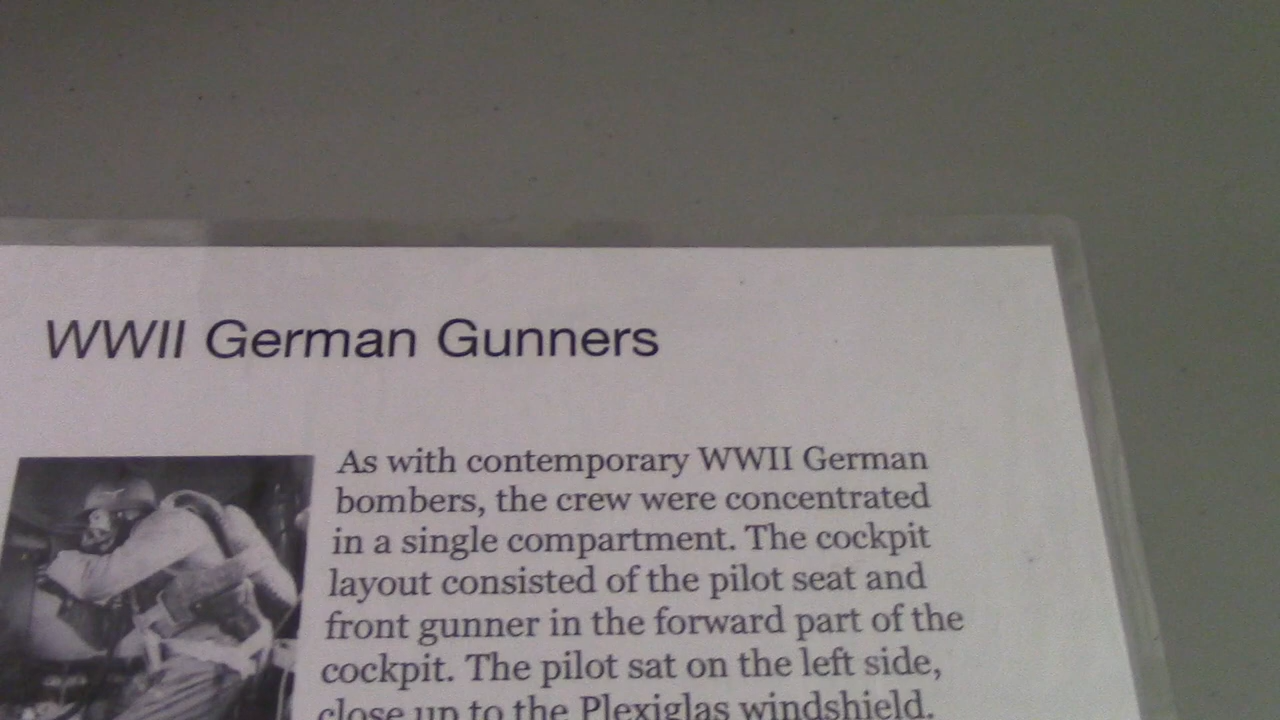 WWII German Gunners
As with contemporary WWII German
bombers, the crew were concentrated
in a single compartment. The cockpit
layout consisted of the pilot seat and
front gunner in the forward part of the
cockpit. The pilot sat on the left side,
close up to the Plexiglas windshield.